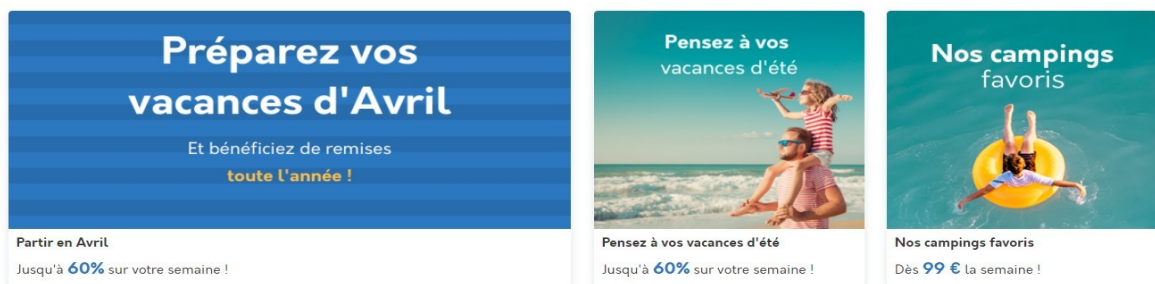 Préparez vos
vacances d'Avril
Et bénéficiez de remises
toute l'année !
Partir en Avril
Jusqu'à 60% sur votre semaine !
Pensez à vos
vacances d'été
Pensez à vos vacances d'été
Jusqu'à 60% sur votre semaine !
Nos campings
favoris
Nos campings favoris
Dès 99 € la semaine !